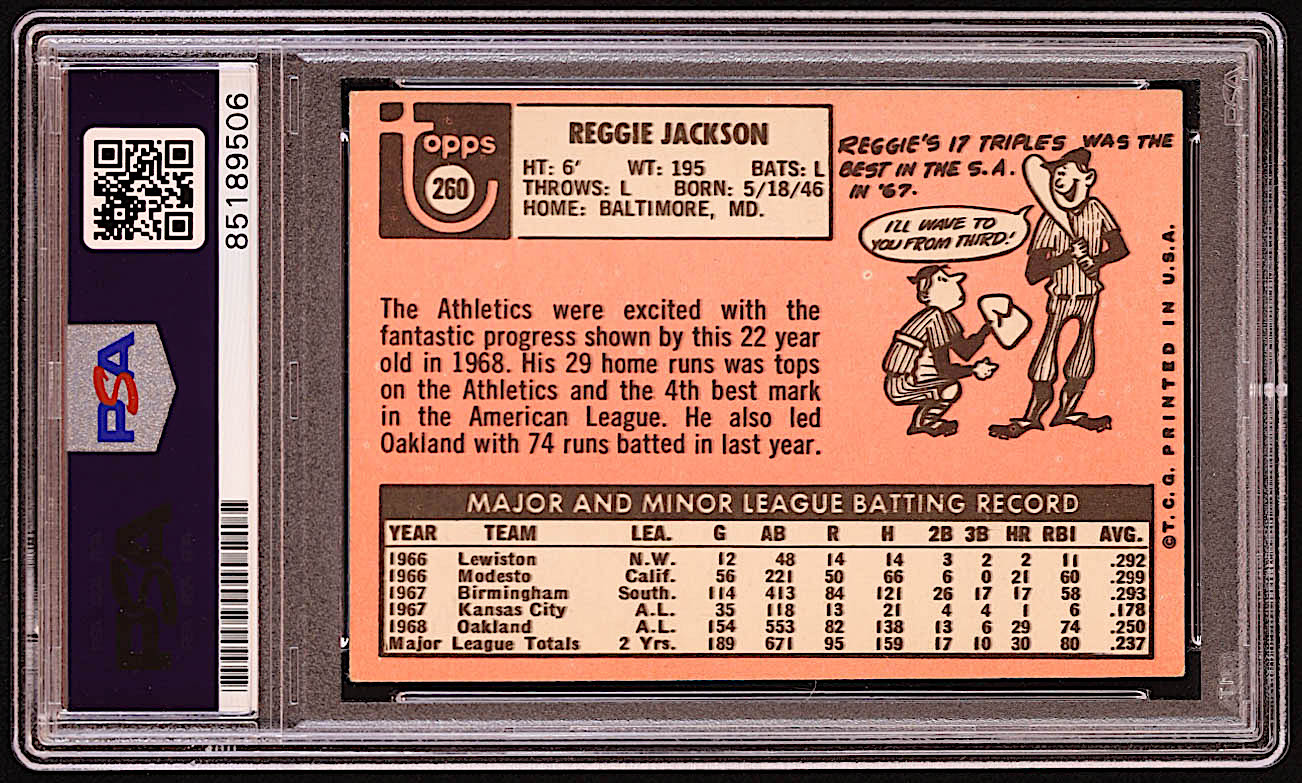 85189506
PSA
PSA
Topps
260
REGGIE JACKSON
HT: 6' WT: 195 BATS: L
THROWS: L BORN: 5/18/46
HOME: BALTIMORE, MD.
REGGIE'S 17 TRIPLES WAS THE
BEST IN THE S.A.
IN '67.
I'LL WAVE TO
YOU FROM THIRD!
The Athletics were excited with the
fantastic progress shown by this 22 year
old in 1968. His 29 home runs was tops
on the Athletics and the 4th best mark
in the American League. He also led
Oakland with 74 runs batted in last year.
©T.C.G. PRINTED IN U.S.A.
MAJOR AND MINOR LEAGUE BATTING RECORD
YEAR TEAM LEA. G AB R H 2B 3B HR RBI AVG.
1966 Lewiston N.W. 12 48 14 14 3 2 2 11 .292
1966 Modesto Calif. 56 221 50 66 6 0 21 60 .299
1967 Birmingham South. 114 413 84 121 26 17 17 58 .293
1967 Kansas City A.L. 35 118 13 21 4 4 1 6 .178
1968 Oakland A.L. 154 553 82 138 13 6 29 74 .250
Major League Totals 2 Yrs. 189 671 95 159 17 10 30 80 .237